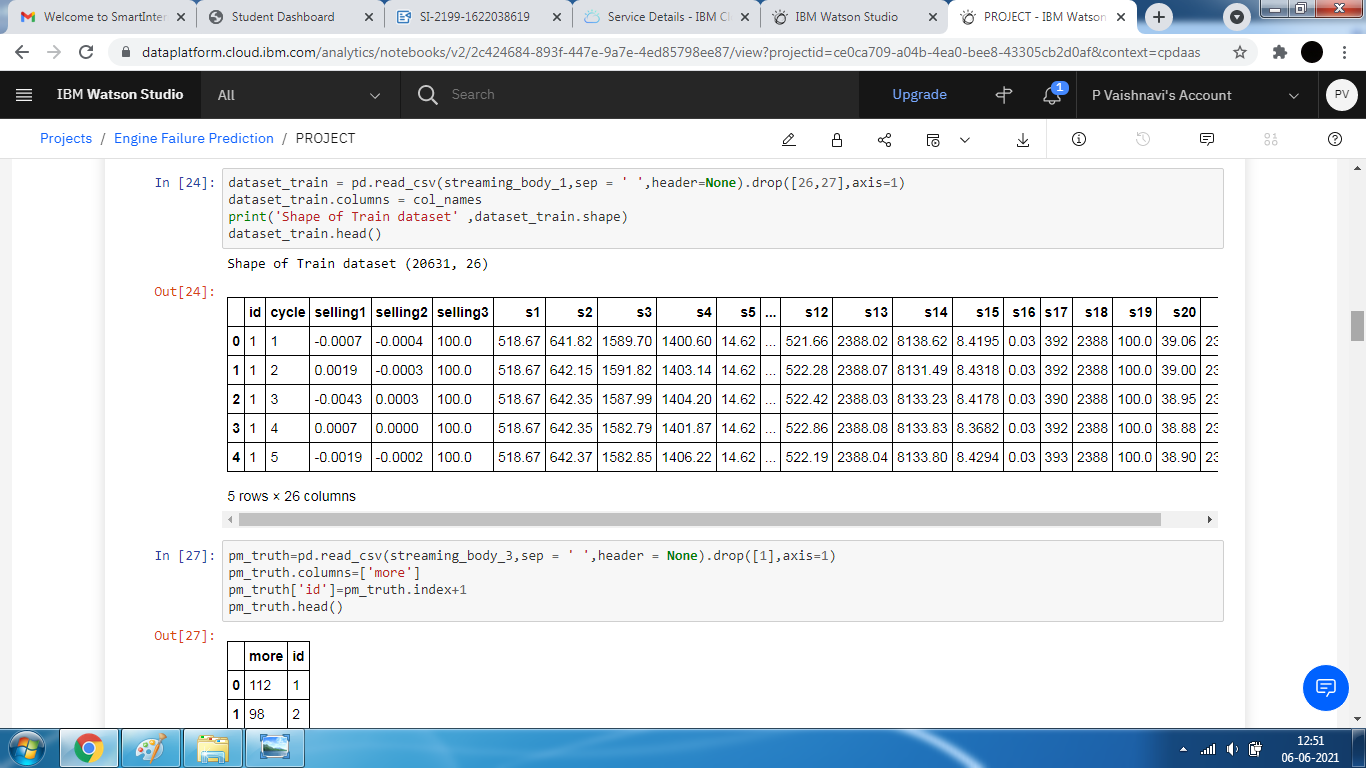 Welcome to SmartInter
Student Dashboard
SI-2199-1622038619
Service Details - IBM Cl
IBM Watson Studio
PROJECT - IBM Watson
dataplatform.cloud.ibm.com/analytics/notebooks/v2/2c424684-893f-447e-9a7e-4ed85798ee87/view?projectid=ce0ca709-a04b-4ea0-bee8-43305cb2d0af&context=cpdaas
IBM Watson Studio All Search Upgrade 1 P Vaishnavi's Account PV
Projects / Engine Failure Prediction / PROJECT
In [24]: dataset_train = pd.read_csv(streaming_body_1,sep = ' ',header=None).drop([26,27],axis=1)
dataset_train.columns = col_names
print('Shape of Train dataset' ,dataset_train.shape)
dataset_train.head()
Shape of Train dataset (20631, 26)
Out[24]:
id cycle selling1 selling2 selling3 s1 s2 s3 s4 s5 ... s12 s13 s14 s15 s16 s17 s18 s19 s20
0 1 1 -0.0007 -0.0004 100.0 518.67 641.82 1589.70 1400.60 14.62 ... 521.66 2388.02 8138.62 8.4195 0.03 392 2388 100.0 39.06 23
1 1 2 0.0019 -0.0003 100.0 518.67 642.15 1591.82 1403.14 14.62 ... 522.28 2388.07 8131.49 8.4318 0.03 392 2388 100.0 39.00 23
2 1 3 -0.0043 0.0003 100.0 518.67 642.35 1587.99 1404.20 14.62 ... 522.42 2388.03 8133.23 8.4178 0.03 390 2388 100.0 38.95 23
3 1 4 0.0007 0.0000 100.0 518.67 642.35 1582.79 1401.87 14.62 ... 522.86 2388.08 8133.83 8.3682 0.03 392 2388 100.0 38.88 23
4 1 5 -0.0019 -0.0002 100.0 518.67 642.37 1582.85 1406.22 14.62 ... 522.19 2388.04 8133.80 8.4294 0.03 393 2388 100.0 38.90 23
5 rows × 26 columns
In [27]: pm_truth=pd.read_csv(streaming_body_3,sep = ' ',header = None).drop([1],axis=1)
pm_truth.columns=['more']
pm_truth['id']=pm_truth.index+1
pm_truth.head()
Out[27]:
more id
0 112 1
1 98 2
12:51
06-06-2021